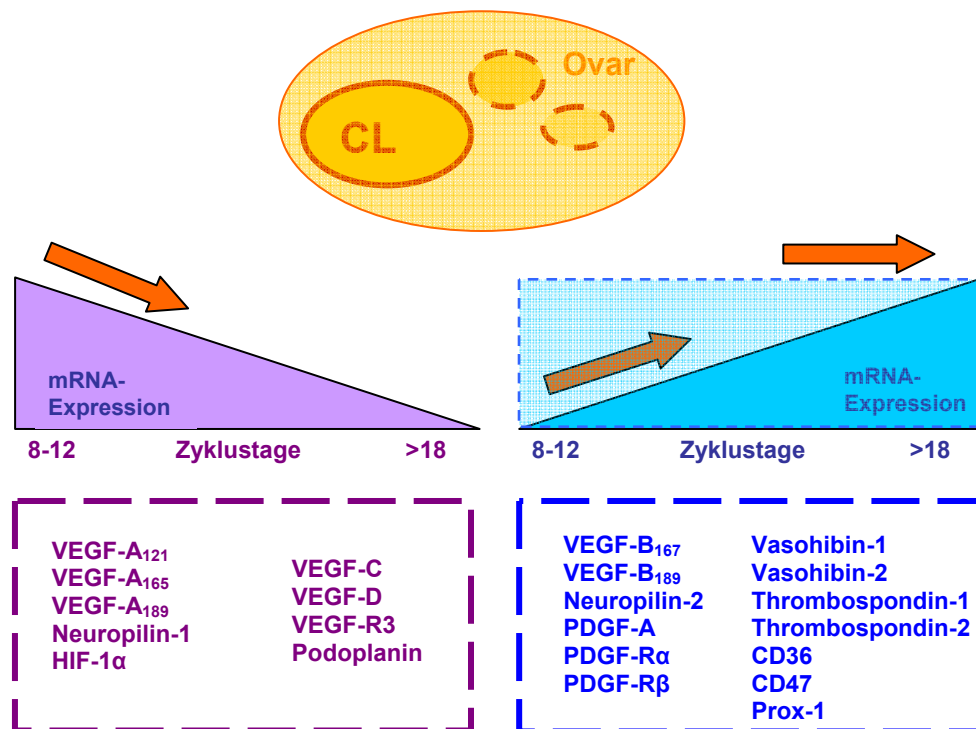 Ovar
CL
mRNA-
Expression
8-12 Zyklustage >18
mRNA-
Expression
8-12 Zyklustage >18
VEGF-A₁₂₁
VEGF-A₁₆₅
VEGF-A₁₈₉
Neuropilin-1
HIF-1α
VEGF-C
VEGF-D
VEGF-R3
Podoplanin
VEGF-B₁₆₇
VEGF-B₁₈₉
Neuropilin-2
PDGF-A
PDGF-Rα
PDGF-Rβ
Vasohibin-1
Vasohibin-2
Thrombospondin-1
Thrombospondin-2
CD36
CD47
Prox-1